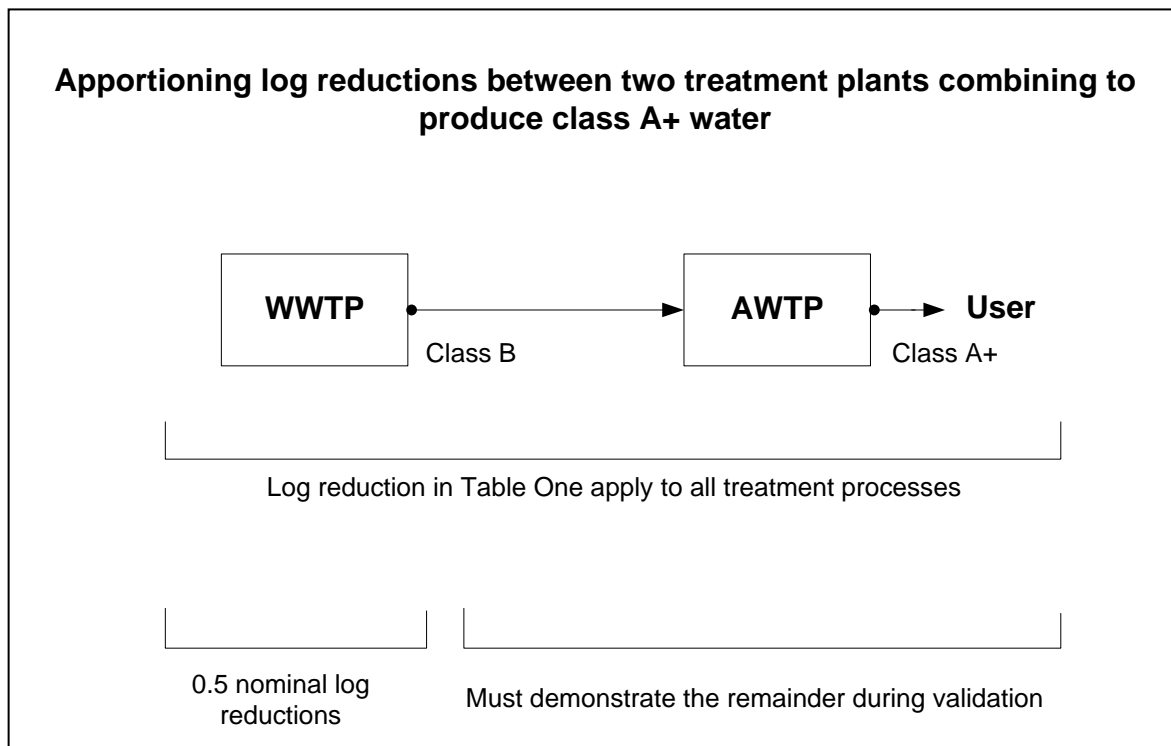 Apportioning log reductions between two treatment plants combining to
produce class A+ water
WWTP
AWTP
User
Class B
Class A+
Log reduction in Table One apply to all treatment processes
0.5 nominal log
reductions
Must demonstrate the remainder during validation